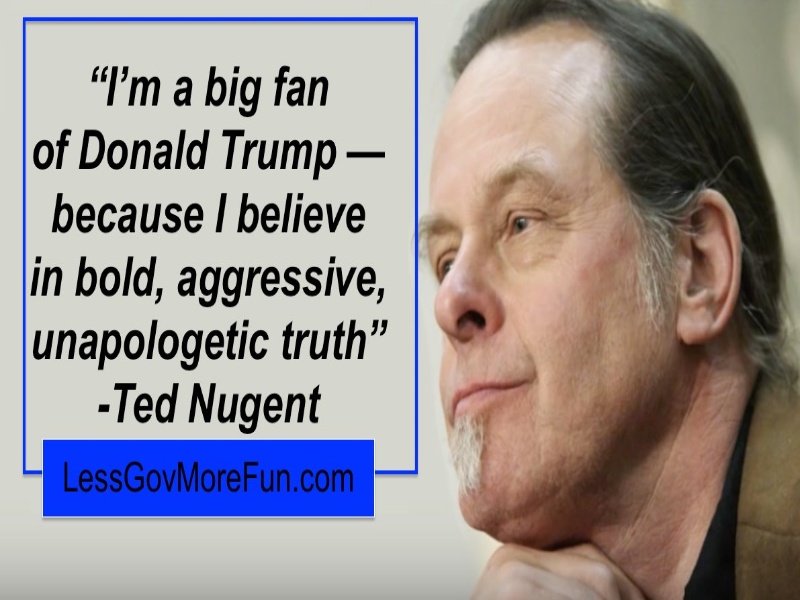 “I’m a big fan
of Donald Trump —
because I believe
in bold, aggressive,
unapologetic truth”
-Ted Nugent
LessGovMoreFun.com